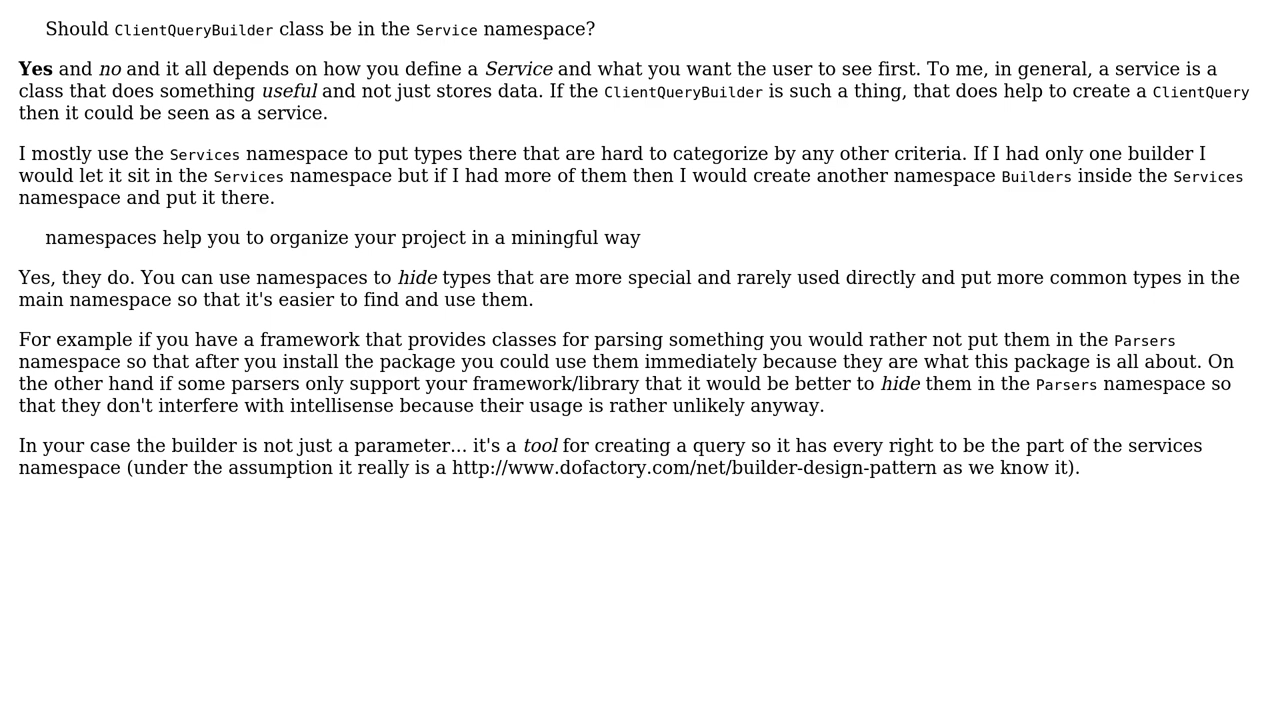 Should ClientQueryBuilder class be in the Service namespace?
Yes and no and it all depends on how you define a Service and what you want the user to see first. To me, in general, a service is a
class that does something useful and not just stores data. If the ClientQueryBuilder is such a thing, that does help to create a ClientQuery
then it could be seen as a service.
I mostly use the Services namespace to put types there that are hard to categorize by any other criteria. If I had only one builder I
would let it sit in the Services namespace but if I had more of them then I would create another namespace Builders inside the Services
namespace and put it there.
namespaces help you to organize your project in a miningful way
Yes, they do. You can use namespaces to hide types that are more special and rarely used directly and put more common types in the
main namespace so that it's easier to find and use them.
For example if you have a framework that provides classes for parsing something you would rather not put them in the Parsers
namespace so that after you install the package you could use them immediately because they are what this package is all about. On
the other hand if some parsers only support your framework/library that it would be better to hide them in the Parsers namespace so
that they don't interfere with intellisense because their usage is rather unlikely anyway.
In your case the builder is not just a parameter... it's a tool for creating a query so it has every right to be the part of the services
namespace (under the assumption it really is a http://www.dofactory.com/net/builder-design-pattern as we know it).